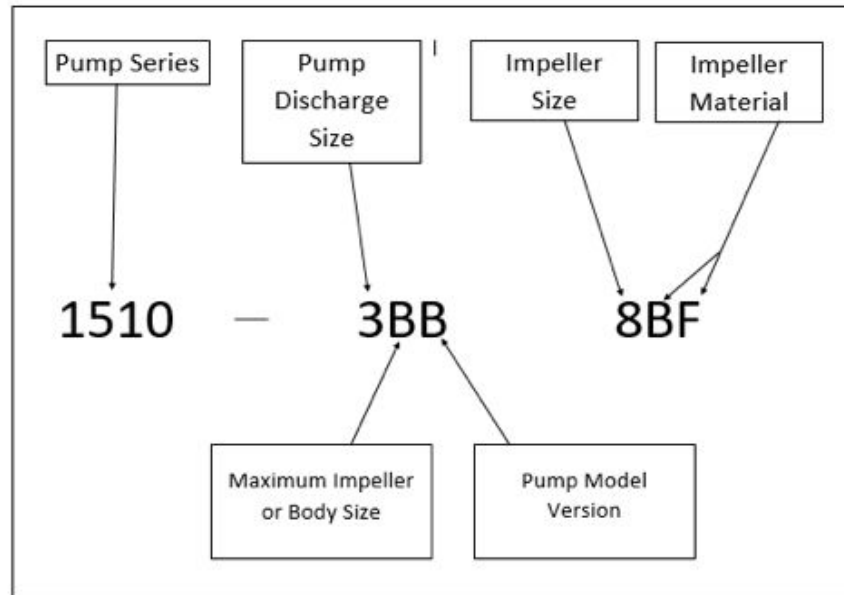 Pump Series
Pump
Discharge
Size
Impeller
Size
Impeller
Material
1510 — 3BB 8BF
Maximum Impeller
or Body Size
Pump Model
Version